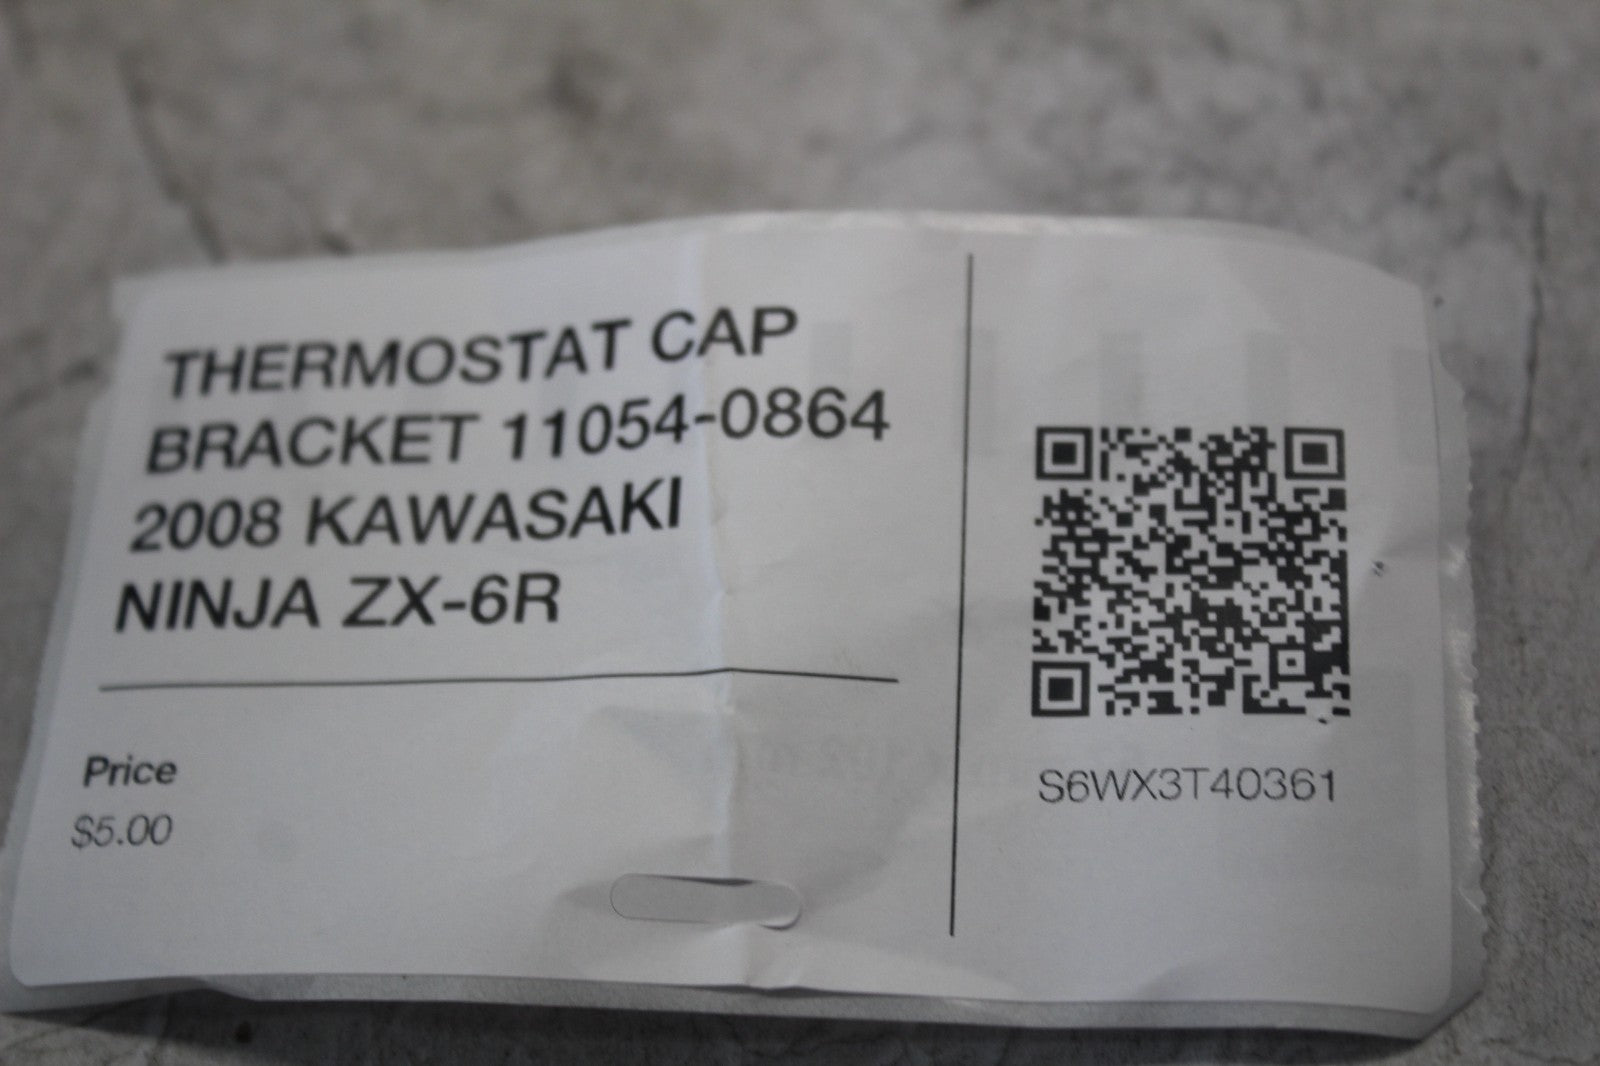 THERMOSTAT CAP
BRACKET 11054-0864
2008 KAWASAKI
NINJA ZX-6R
Price
$5.00
S6WX3T40361